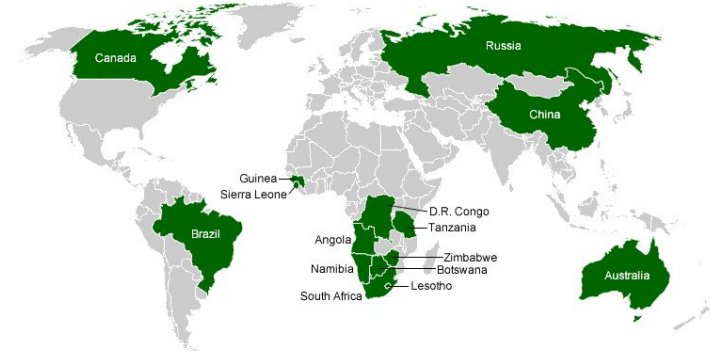 Canada
Russia
China
Guinea
Sierra Leone
D.R. Congo
Tanzania
Brazil
Angola
Zimbabwe
Namibia
Botswana
Australia
Lesotho
South Africa